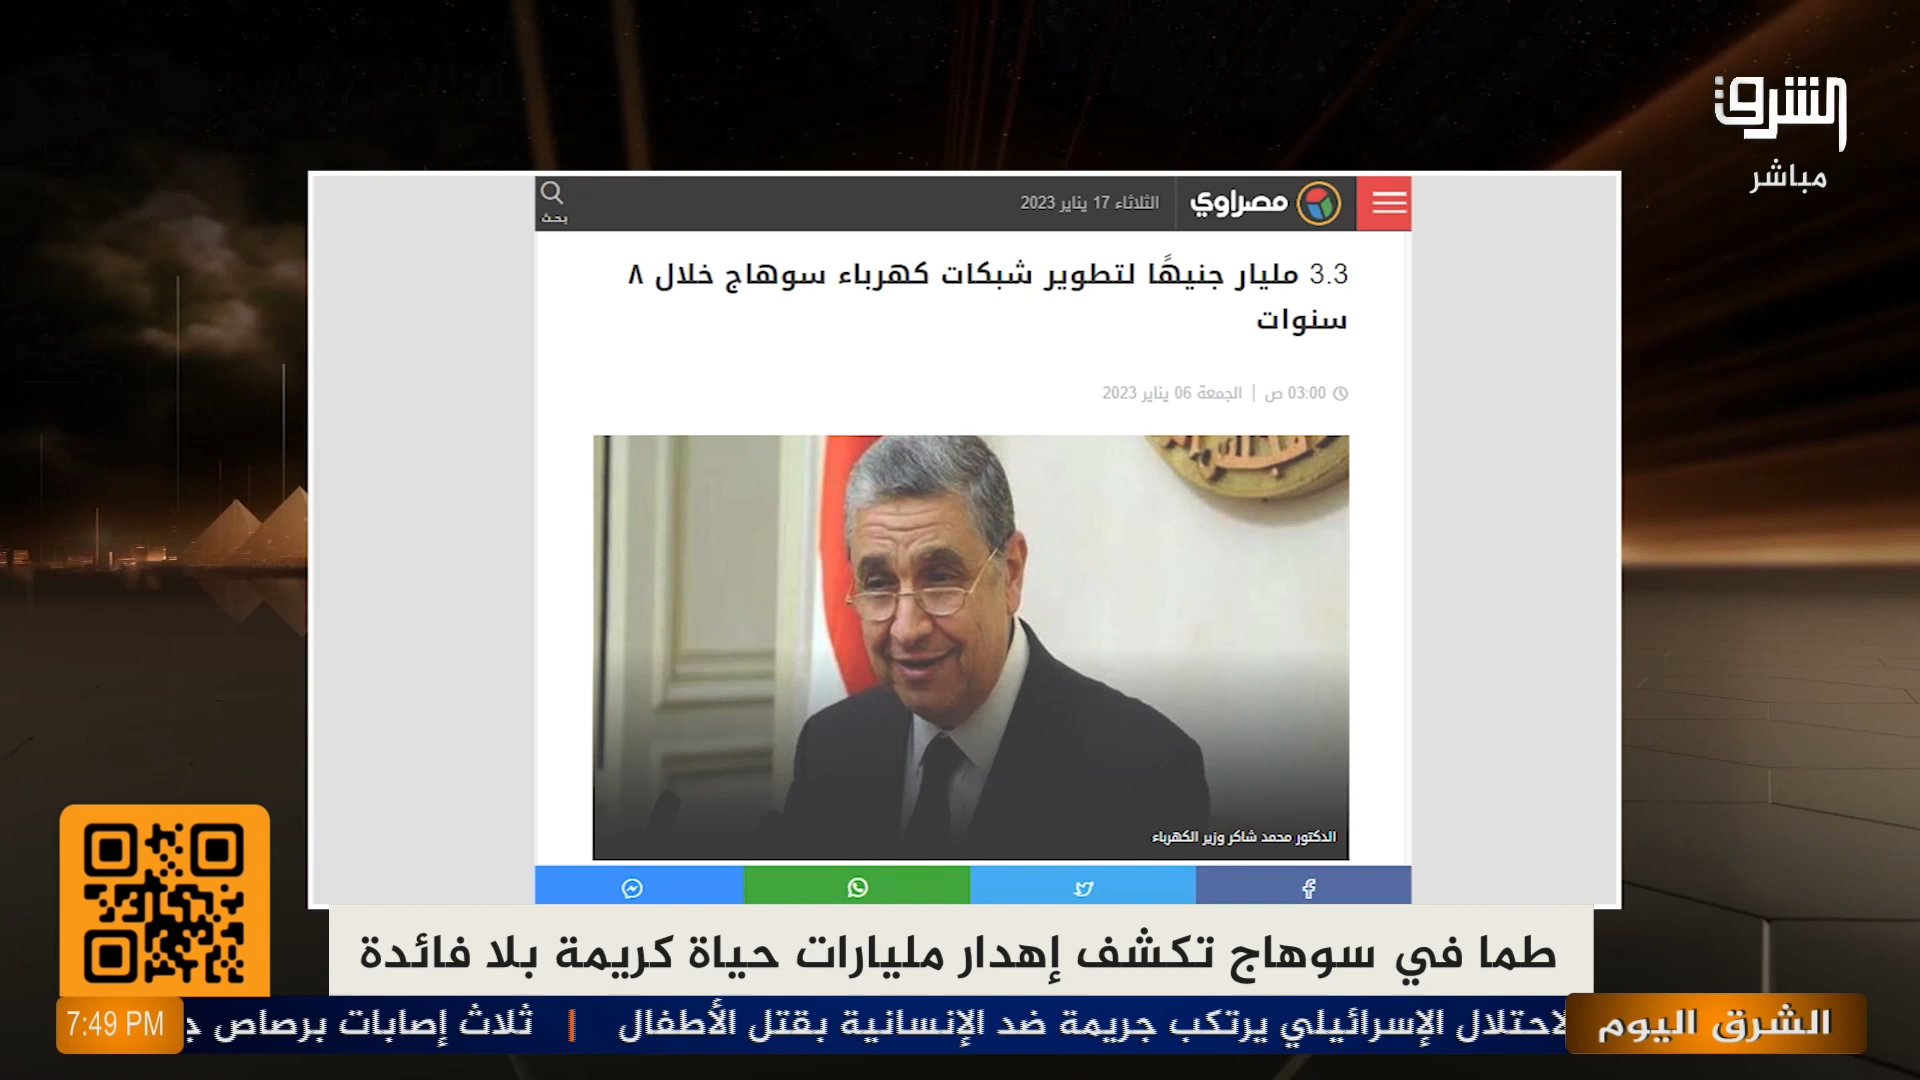 الشرق
مباشر
بحث
الثلاثاء 17 يناير 2023
مصراوي
3.3 مليار جنيهًا لتطوير شبكات كهرباء سوهاج خلال ٨
سنوات
03:00 ص | الجمعة 06 يناير 2023
الدكتور محمد شاكر وزير الكهرباء
طما في سوهاج تكشف إهدار مليارات حياة كريمة بلا فائدة
الشرق اليوم
لاحتلال الإسرائيلي يرتكب جريمة ضد الإنسانية بقتل الأطفال | ثلاث إصابات برصاص ج
7:49 PM